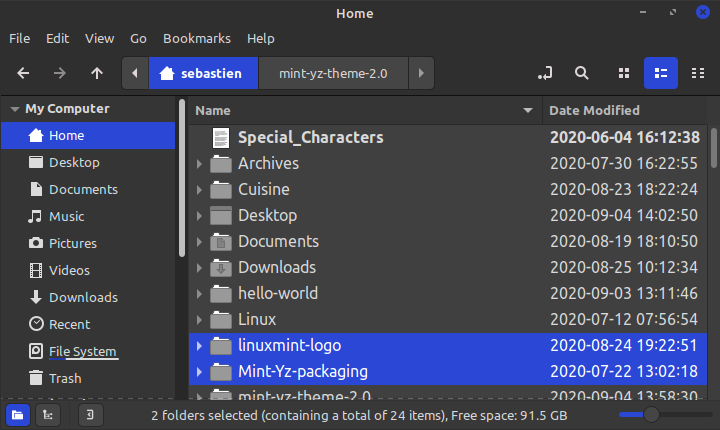 Home
File Edit View Go Bookmarks Help
sebastien mint-yz-theme-2.0
My Computer
Home
Desktop
Documents
Music
Pictures
Videos
Downloads
Recent
File System
Trash
Name Date Modified
Special_Characters 2020-06-04 16:12:38
Archives 2020-07-30 16:22:55
Cuisine 2020-08-23 18:22:24
Desktop 2020-09-04 14:02:50
Documents 2020-08-19 18:10:50
Downloads 2020-08-25 10:12:34
hello-world 2020-09-03 13:11:46
Linux 2020-07-12 07:56:54
linuxmint-logo 2020-08-24 19:22:51
Mint-Yz-packaging 2020-07-22 13:02:18
mint-yz-theme-2.0 2020-09-04 13:58:30
2 folders selected (containing a total of 24 items), Free space: 91.5 GB